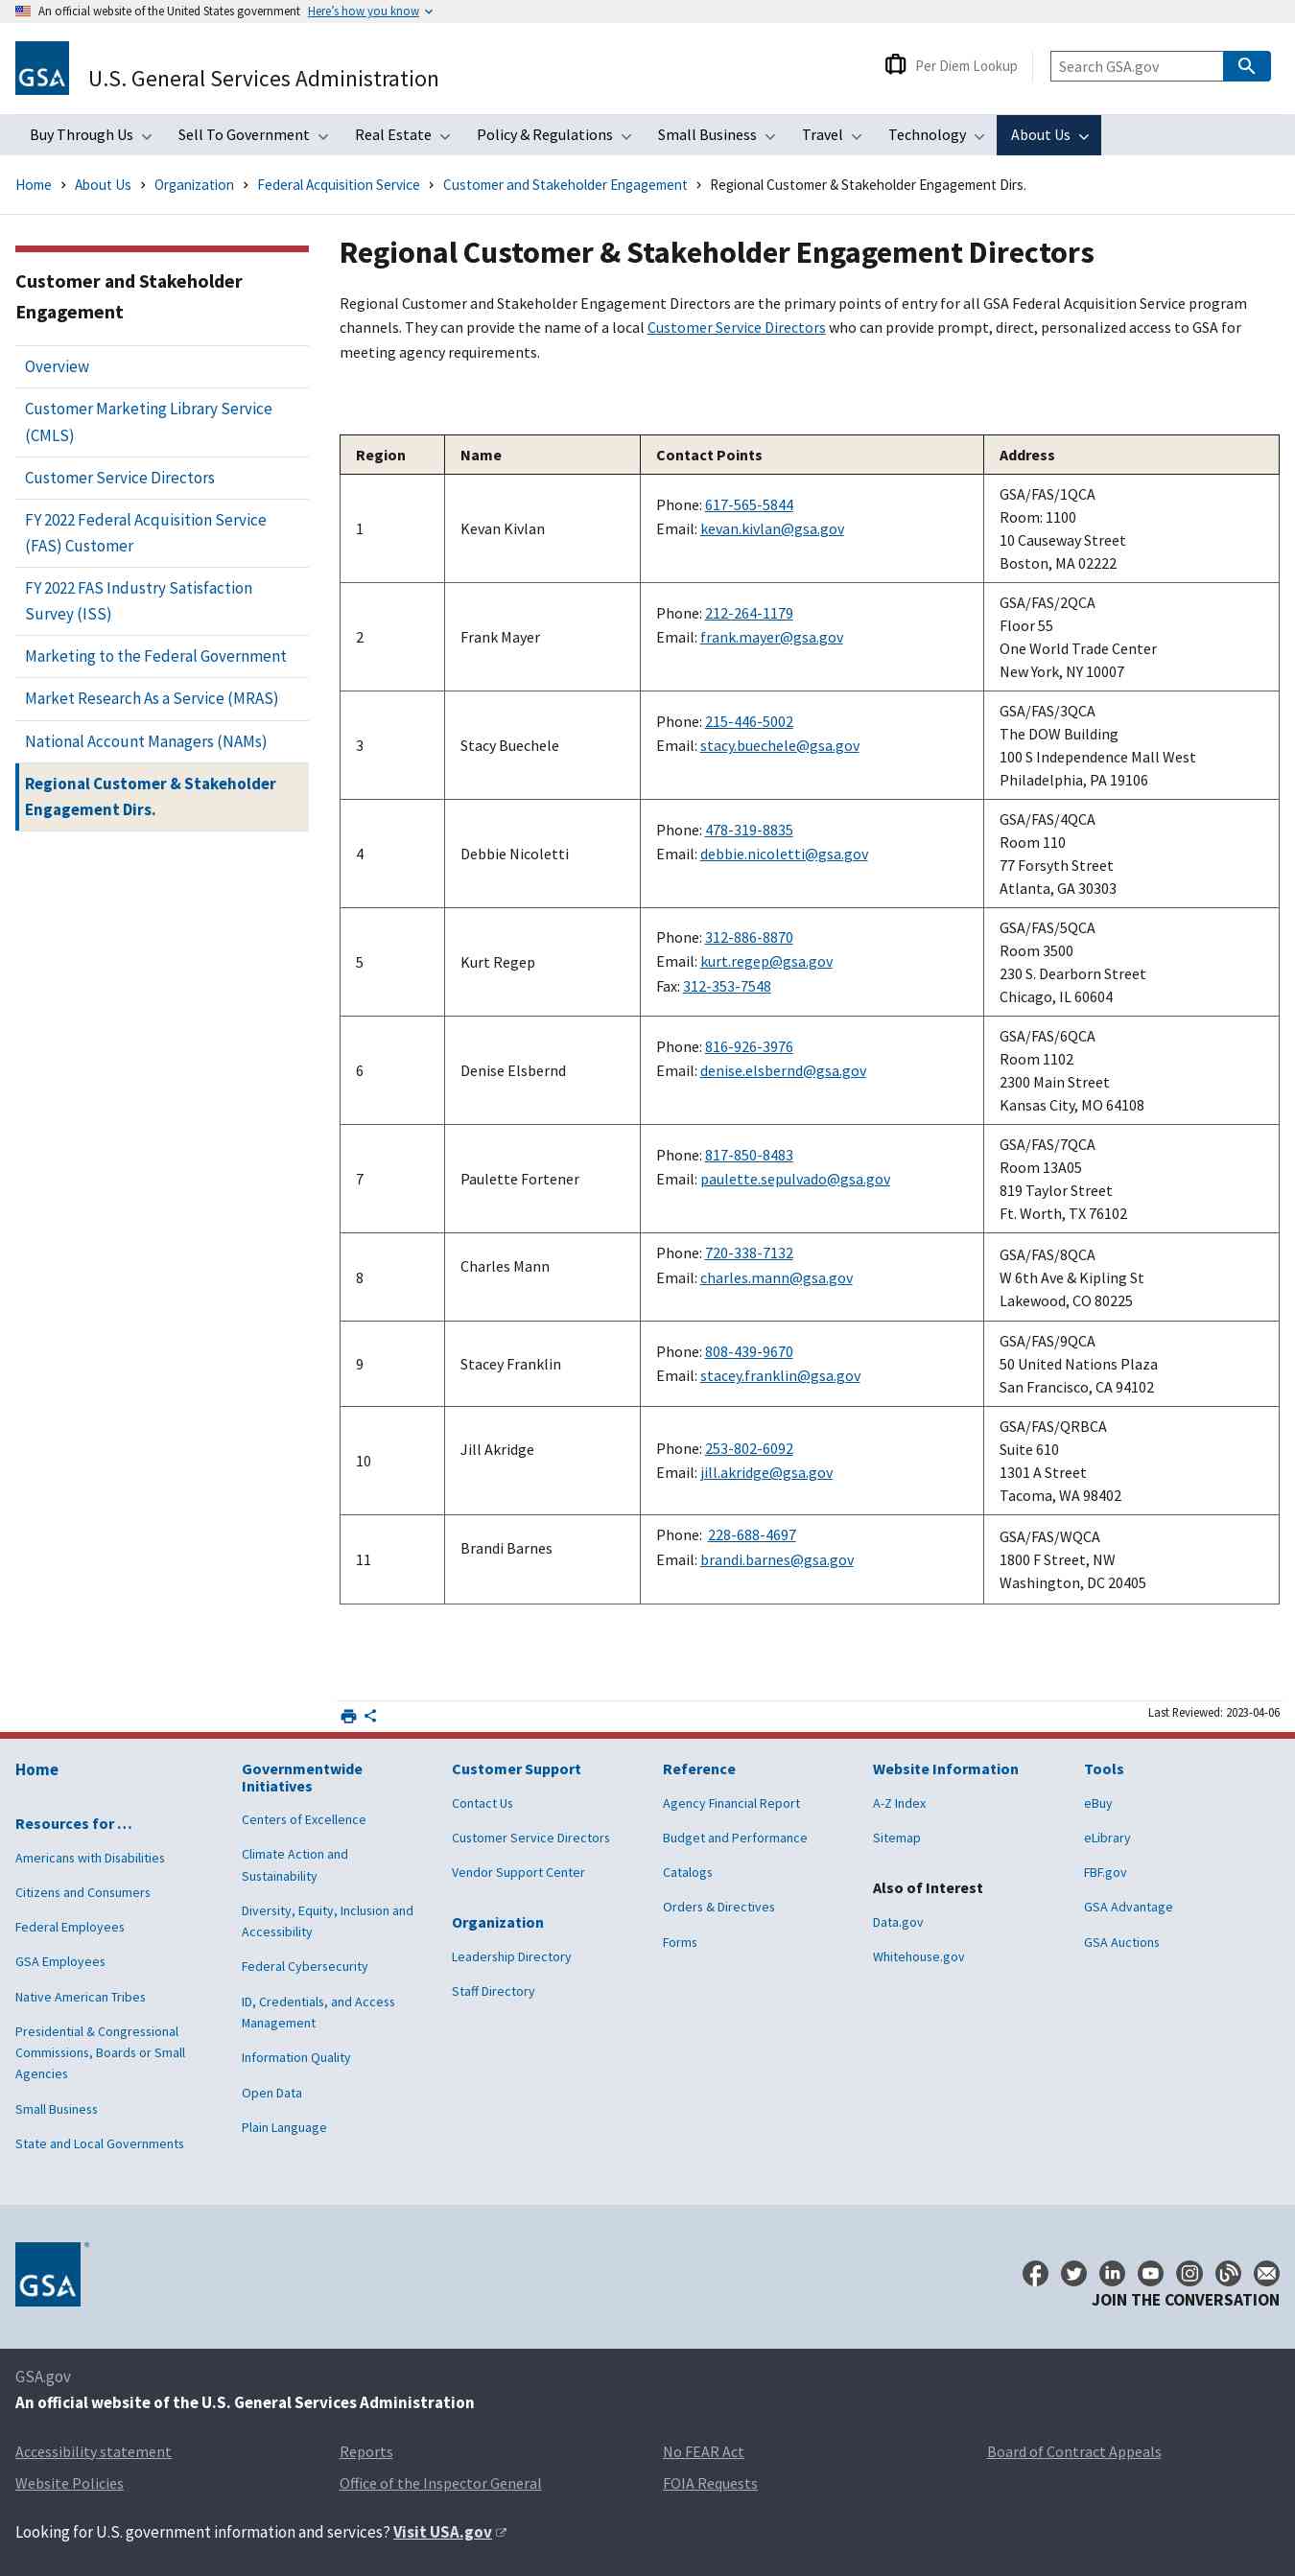 An official website of the United States government Here’s how you know
GSA
U.S. General Services Administration
Per Diem Lookup
Search GSA.gov
Buy Through Us Sell To Government Real Estate Policy & Regulations Small Business Travel Technology About Us
Home › About Us › Organization › Federal Acquisition Service › Customer and Stakeholder Engagement › Regional Customer & Stakeholder Engagement Dirs.
Customer and Stakeholder
Engagement
Overview
Customer Marketing Library Service
(CMLS)
Customer Service Directors
FY 2022 Federal Acquisition Service
(FAS) Customer
FY 2022 FAS Industry Satisfaction
Survey (ISS)
Marketing to the Federal Government
Market Research As a Service (MRAS)
National Account Managers (NAMs)
Regional Customer & Stakeholder
Engagement Dirs.
Regional Customer & Stakeholder Engagement Directors
Regional Customer and Stakeholder Engagement Directors are the primary points of entry for all GSA Federal Acquisition Service program
channels. They can provide the name of a local Customer Service Directors who can provide prompt, direct, personalized access to GSA for
meeting agency requirements.
Region Name Contact Points Address
1
Kevan Kivlan
Phone: 617-565-5844
Email: kevan.kivlan@gsa.gov
GSA/FAS/1QCA
Room: 1100
10 Causeway Street
Boston, MA 02222
2
Frank Mayer
Phone: 212-264-1179
Email: frank.mayer@gsa.gov
GSA/FAS/2QCA
Floor 55
One World Trade Center
New York, NY 10007
3
Stacy Buechele
Phone: 215-446-5002
Email: stacy.buechele@gsa.gov
GSA/FAS/3QCA
The DOW Building
100 S Independence Mall West
Philadelphia, PA 19106
4
Debbie Nicoletti
Phone: 478-319-8835
Email: debbie.nicoletti@gsa.gov
GSA/FAS/4QCA
Room 110
77 Forsyth Street
Atlanta, GA 30303
5
Kurt Regep
Phone: 312-886-8870
Email: kurt.regep@gsa.gov
Fax: 312-353-7548
GSA/FAS/5QCA
Room 3500
230 S. Dearborn Street
Chicago, IL 60604
6
Denise Elsbernd
Phone: 816-926-3976
Email: denise.elsbernd@gsa.gov
GSA/FAS/6QCA
Room 1102
2300 Main Street
Kansas City, MO 64108
7
Paulette Fortener
Phone: 817-850-8483
Email: paulette.sepulvado@gsa.gov
GSA/FAS/7QCA
Room 13A05
819 Taylor Street
Ft. Worth, TX 76102
8
Charles Mann
Phone: 720-338-7132
Email: charles.mann@gsa.gov
GSA/FAS/8QCA
W 6th Ave & Kipling St
Lakewood, CO 80225
9
Stacey Franklin
Phone: 808-439-9670
Email: stacey.franklin@gsa.gov
GSA/FAS/9QCA
50 United Nations Plaza
San Francisco, CA 94102
10
Jill Akridge
Phone: 253-802-6092
Email: jill.akridge@gsa.gov
GSA/FAS/QRBCA
Suite 610
1301 A Street
Tacoma, WA 98402
11
Brandi Barnes
Phone: 228-688-4697
Email: brandi.barnes@gsa.gov
GSA/FAS/WQCA
1800 F Street, NW
Washington, DC 20405
Last Reviewed: 2023-04-06
Home
Resources for …
Americans with Disabilities
Citizens and Consumers
Federal Employees
GSA Employees
Native American Tribes
Presidential & Congressional
Commissions, Boards or Small
Agencies
Small Business
State and Local Governments
Governmentwide
Initiatives
Centers of Excellence
Climate Action and
Sustainability
Diversity, Equity, Inclusion and
Accessibility
Federal Cybersecurity
ID, Credentials, and Access
Management
Information Quality
Open Data
Plain Language
Customer Support
Contact Us
Customer Service Directors
Vendor Support Center
Organization
Leadership Directory
Staff Directory
Reference
Agency Financial Report
Budget and Performance
Catalogs
Orders & Directives
Forms
Website Information
A-Z Index
Sitemap
Also of Interest
Data.gov
Whitehouse.gov
Tools
eBuy
eLibrary
FBF.gov
GSA Advantage
GSA Auctions
GSA®
JOIN THE CONVERSATION
GSA.gov
An official website of the U.S. General Services Administration
Accessibility statement Reports No FEAR Act Board of Contract Appeals
Website Policies Office of the Inspector General FOIA Requests
Looking for U.S. government information and services? Visit USA.gov